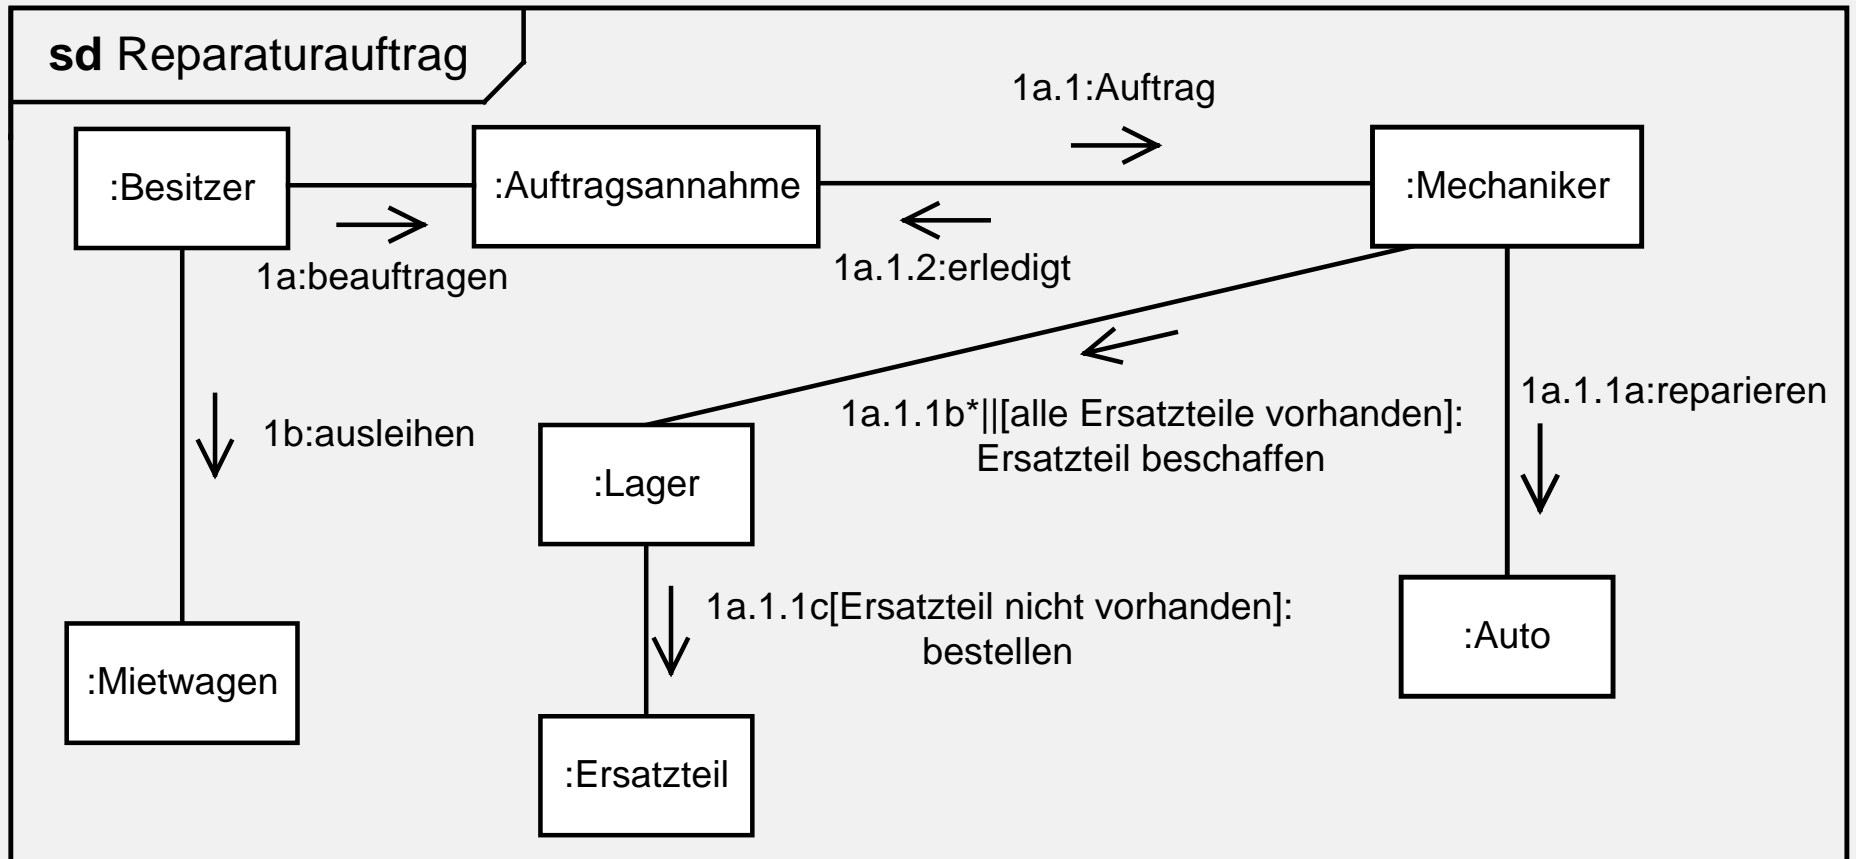 sd Reparaturauftrag
1a.1:Auftrag
:Besitzer
:Auftragsannahme
:Mechaniker
1a:beauftragen
1a.1.2:erledigt
1b:ausleihen
1a.1.1b*||[alle Ersatzteile vorhanden]:
Ersatzteil beschaffen
1a.1.1a:reparieren
:Lager
1a.1.1c[Ersatzteil nicht vorhanden]:
bestellen
:Auto
:Mietwagen
:Ersatzteil